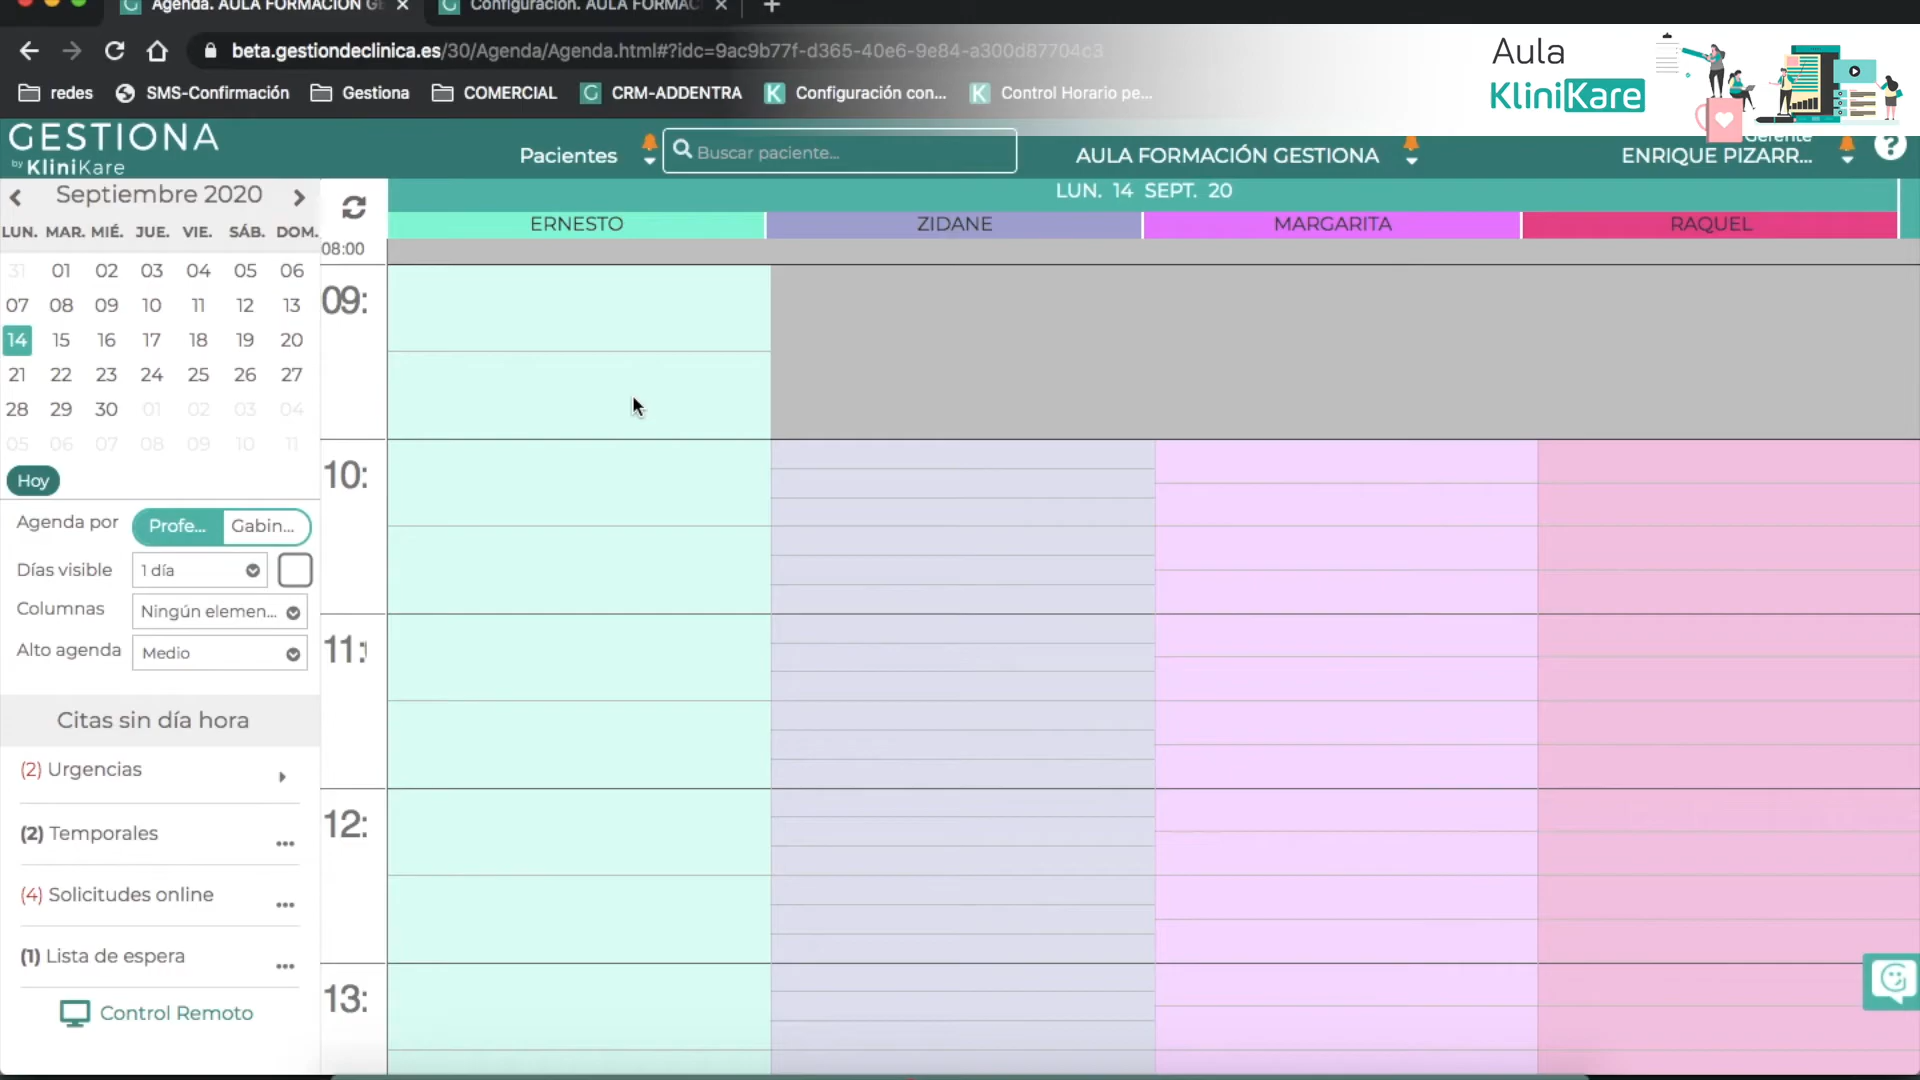 Agenda. AULA FORMACIÓN GE
Configuración. AULA FORMAC
beta.gestiondeclinica.es/30/Agenda/Agenda.html#?idc=9ac9b77f-d365-40e6-9e84-a300d87704c3
redes
SMS-Confirmación
Gestiona
COMERCIAL
CRM-ADDENTRA
Configuración con...
Control Horario pe...
Aula
KliniKare
GESTIONA
by KliniKare
Pacientes
Buscar paciente...
AULA FORMACIÓN GESTIONA
Gerente
ENRIQUE PIZARR...
?
Septiembre 2020
LUN. MAR. MIÉ. JUE. VIE. SÁB. DOM.
31 01 02 03 04 05 06
07 08 09 10 11 12 13
14 15 16 17 18 19 20
21 22 23 24 25 26 27
28 29 30 01 02 03 04
05 06 07 08 09 10 11
Hoy
Agenda por
Profe...
Gabin...
Días visible
1 día
Columnas
Ningún elemen...
Alto agenda
Medio
Citas sin día hora
(2) Urgencias
(2) Temporales
...
(4) Solicitudes online
...
(1) Lista de espera
...
Control Remoto
LUN. 14 SEPT. 20
ERNESTO
ZIDANE
MARGARITA
RAQUEL
08:00
09:
10:
11:
12:
13: